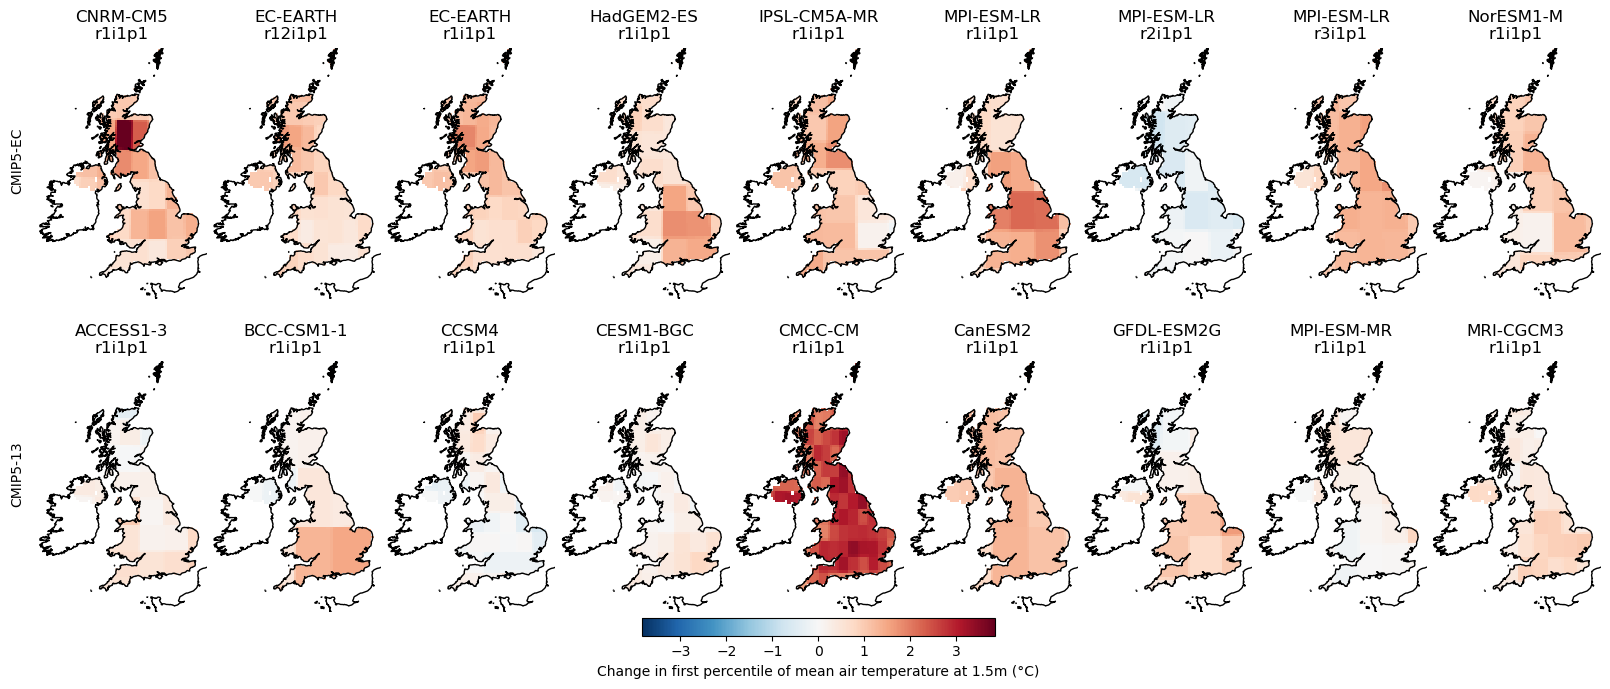 CNRM-CM5
r1i1p1
EC-EARTH
r12i1p1
EC-EARTH
r1i1p1
HadGEM2-ES
r1i1p1
IPSL-CM5A-MR
r1i1p1
MPI-ESM-LR
r1i1p1
MPI-ESM-LR
r2i1p1
MPI-ESM-LR
r3i1p1
NorESM1-M
r1i1p1
CMIP5-EC
ACCESS1-3
r1i1p1
BCC-CSM1-1
r1i1p1
CCSM4
r1i1p1
CESM1-BGC
r1i1p1
CMCC-CM
r1i1p1
CanESM2
r1i1p1
GFDL-ESM2G
r1i1p1
MPI-ESM-MR
r1i1p1
MRI-CGCM3
r1i1p1
CMIP5-13
−3 −2 −1 0 1 2 3
Change in first percentile of mean air temperature at 1.5m (°C)